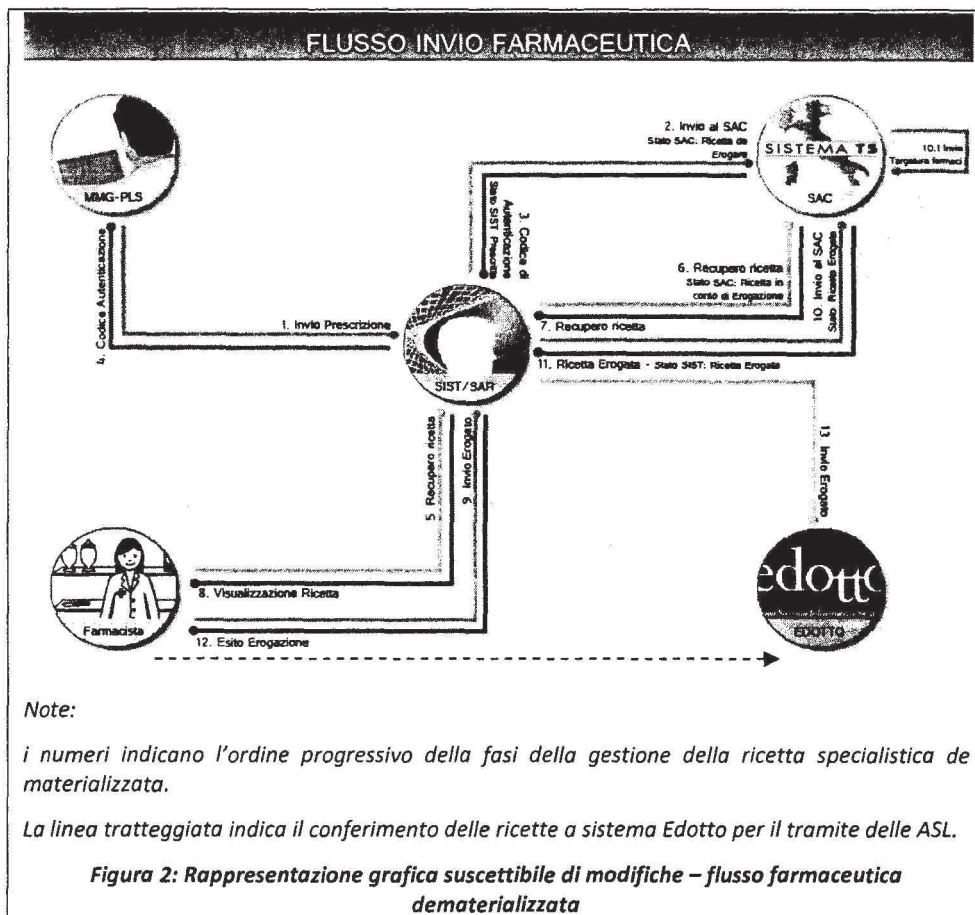 FLUSSO INVIO FARMACEUTICA
MMG-PLS
2. Invio al SAC
Stato SAC: Ricetta da
Erogare
SISTEMA TS
SAC
10.1 Invio
Targatura farmaci
3. Codice di
Autenticazione
Stato SIST Prescritta
4. Codice Autenticazione
1. Invio Prescrizione
6. Recupero ricetta
Stato SAC: Ricetta in
conto di Erogazione
10. Invio al SAC
Stato Ricetta Erogata
7. Recupero ricetta
11. Ricetta Erogata - Stato SIST: Ricetta Erogata
SIST/SAR
5. Recupero ricetta
9. Invio Erogato
13. Invio Erogato
8. Visualizzazione Ricetta
Farmacista
12. Esito Erogazione
edotto
EDOTTO
Note:
i numeri indicano l'ordine progressivo della fasi della gestione della ricetta specialistica de
materializzata.
La linea tratteggiata indica il conferimento delle ricette a sistema Edotto per il tramite delle ASL.
Figura 2: Rappresentazione grafica suscettibile di modifiche – flusso farmaceutica
dematerializzata